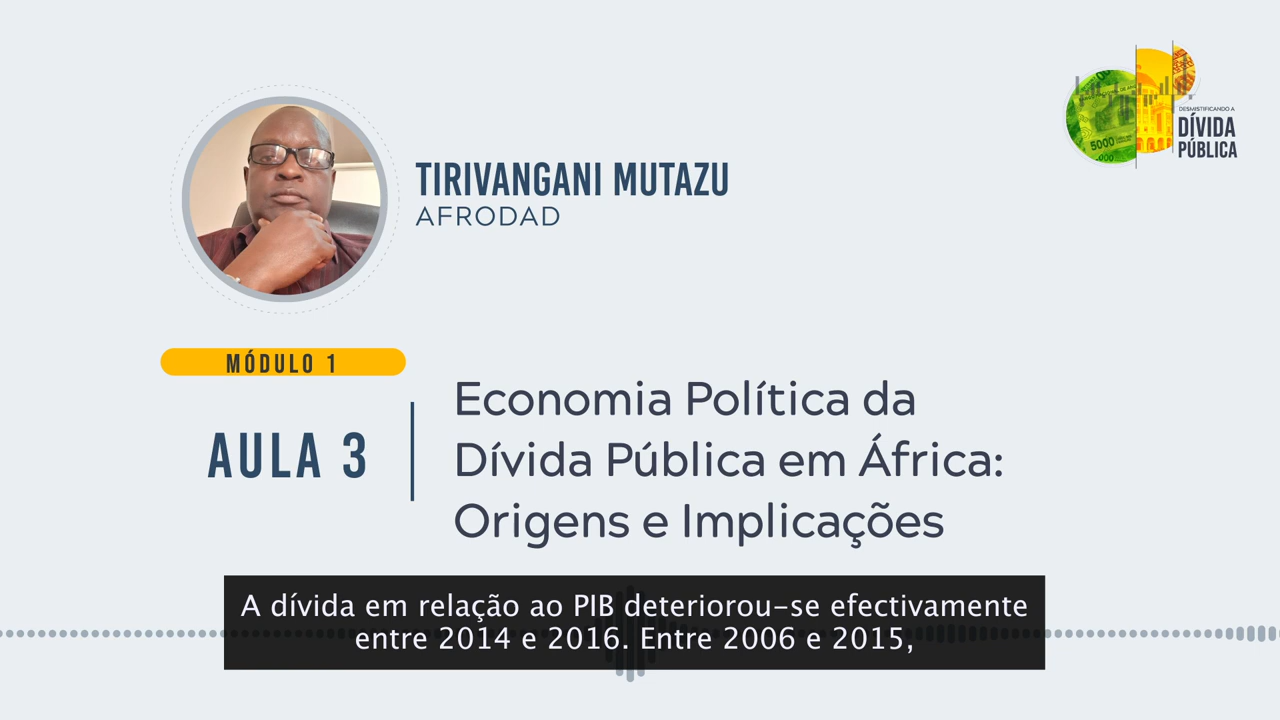 TIRIVANGANI MUTAZU
AFRODAD
DESMISTIFICANDO A
DÍVIDA
PÚBLICA
5000
MÓDULO 1
AULA 3
Economia Política da
Dívida Pública em África:
Origens e Implicações
A dívida em relação ao PIB deteriorou-se efectivamente
entre 2014 e 2016. Entre 2006 e 2015,